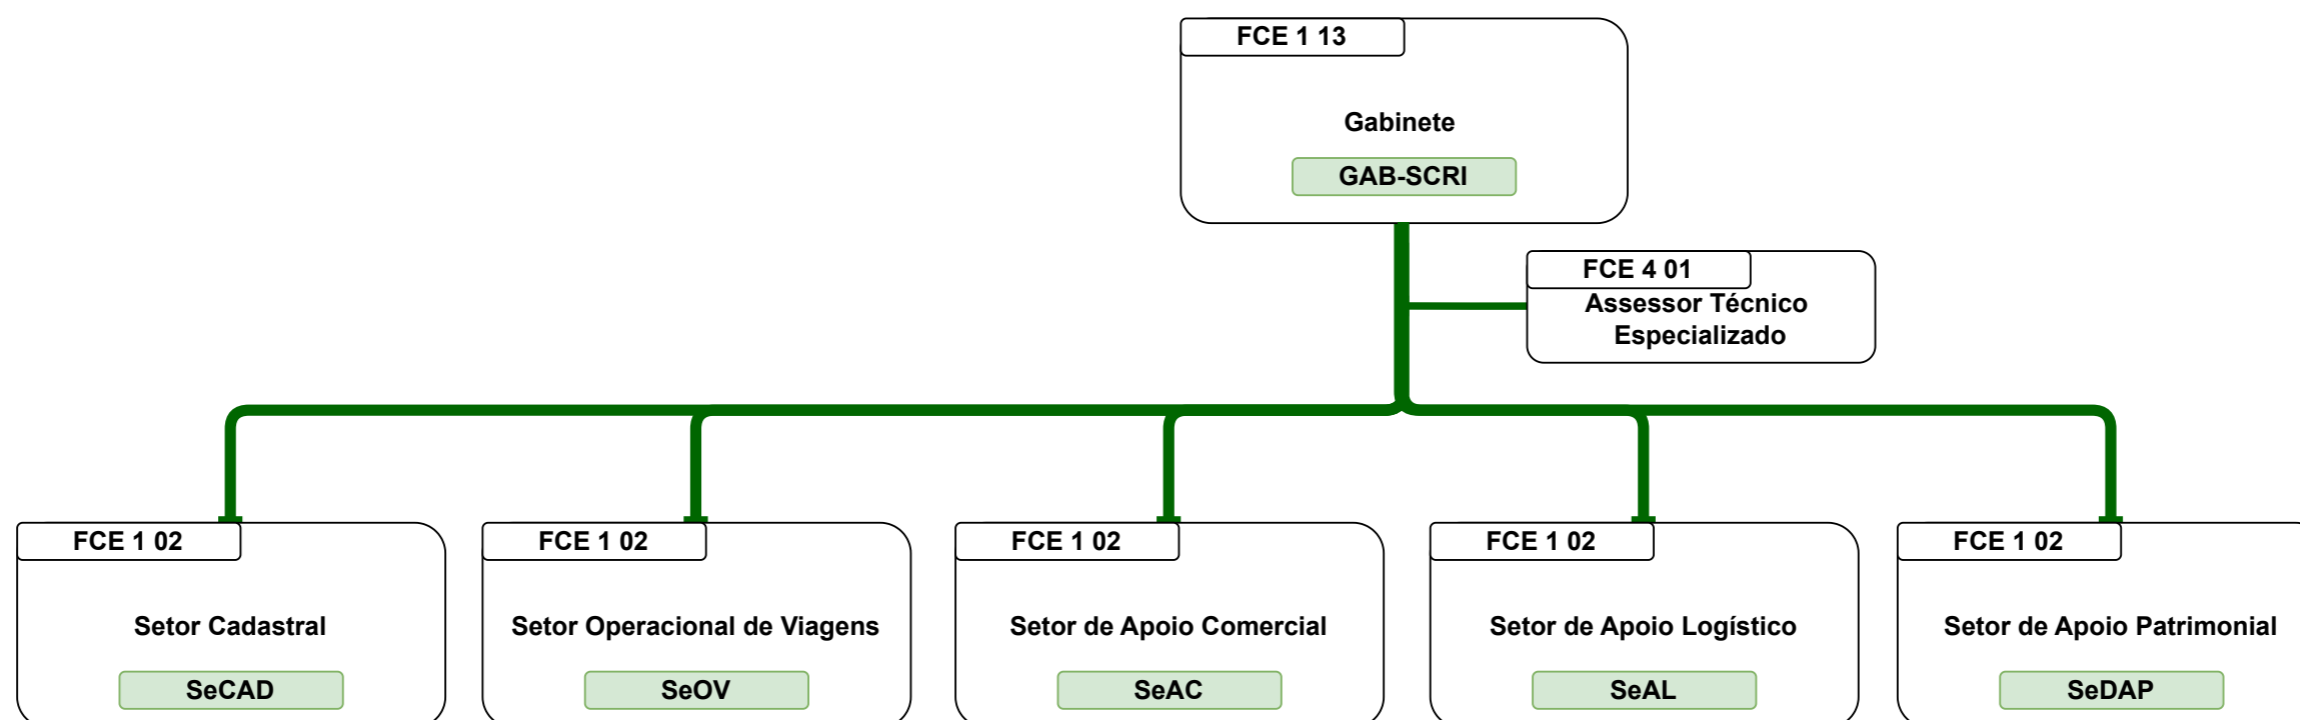 FCE 1 13
Gabinete
GAB-SCRI
FCE 4 01
Assessor Técnico
Especializado
FCE 1 02
Setor Cadastral
SeCAD
FCE 1 02
Setor Operacional de Viagens
SeOV
FCE 1 02
Setor de Apoio Comercial
SeAC
FCE 1 02
Setor de Apoio Logístico
SeAL
FCE 1 02
Setor de Apoio Patrimonial
SeDAP